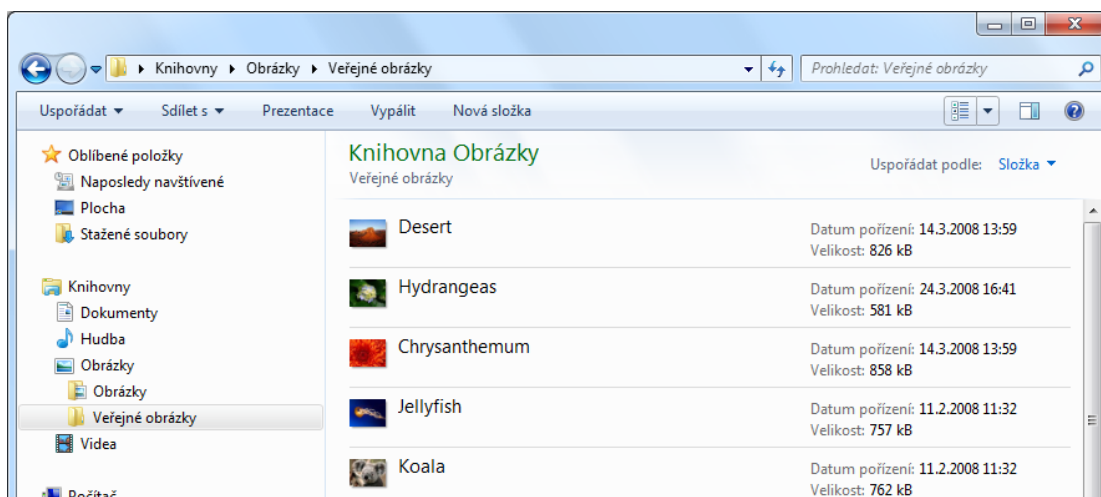 Knihovny ▸ Obrázky ▸ Veřejné obrázky
Prohledat: Veřejné obrázky
Uspořádat Sdílet s Prezentace Vypálit Nová složka
Oblíbené položky
Naposledy navštívené
Plocha
Stažené soubory
Knihovny
Dokumenty
Hudba
Obrázky
Obrázky
Veřejné obrázky
Videa
Počítač
Knihovna Obrázky
Veřejné obrázky
Uspořádat podle: Složka
Desert
Datum pořízení: 14.3.2008 13:59
Velikost: 826 kB
Hydrangeas
Datum pořízení: 24.3.2008 16:41
Velikost: 581 kB
Chrysanthemum
Datum pořízení: 14.3.2008 13:59
Velikost: 858 kB
Jellyfish
Datum pořízení: 11.2.2008 11:32
Velikost: 757 kB
Koala
Datum pořízení: 11.2.2008 11:32
Velikost: 762 kB